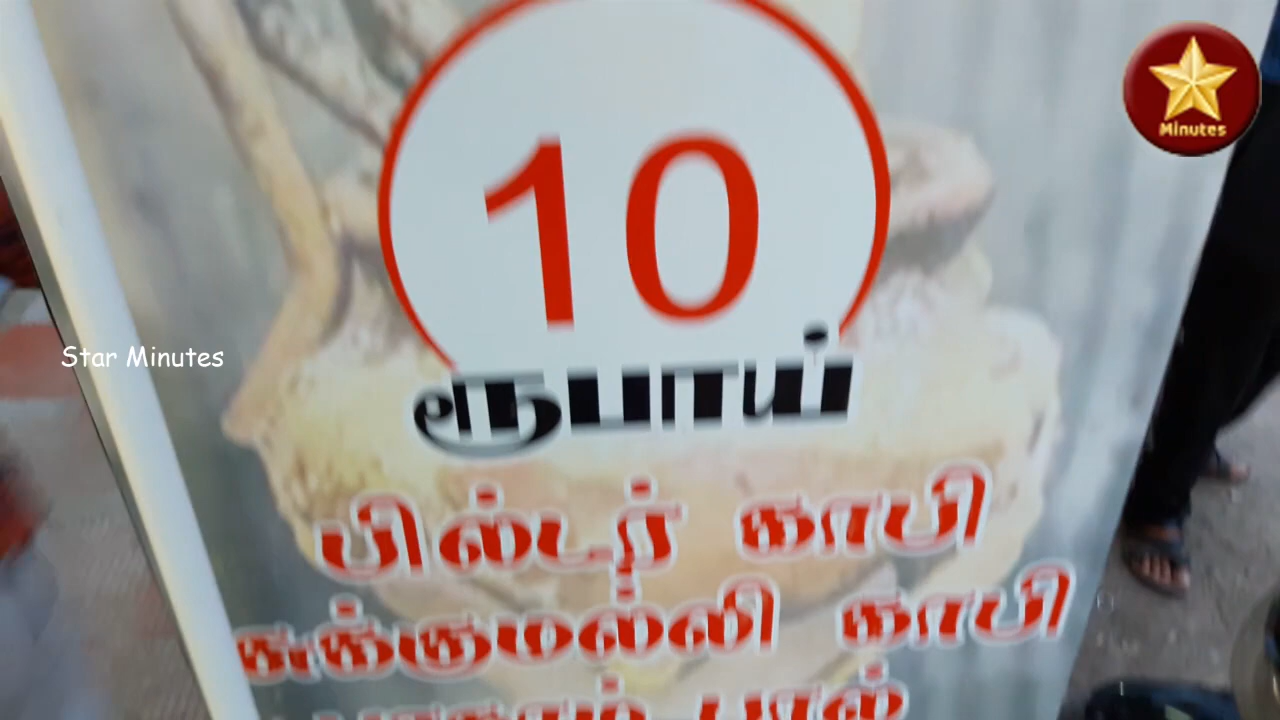 Minutes
10
ரூபாய்
Star Minutes
பில்டர் காபி
சுக்குமல்லி காபி
பால்